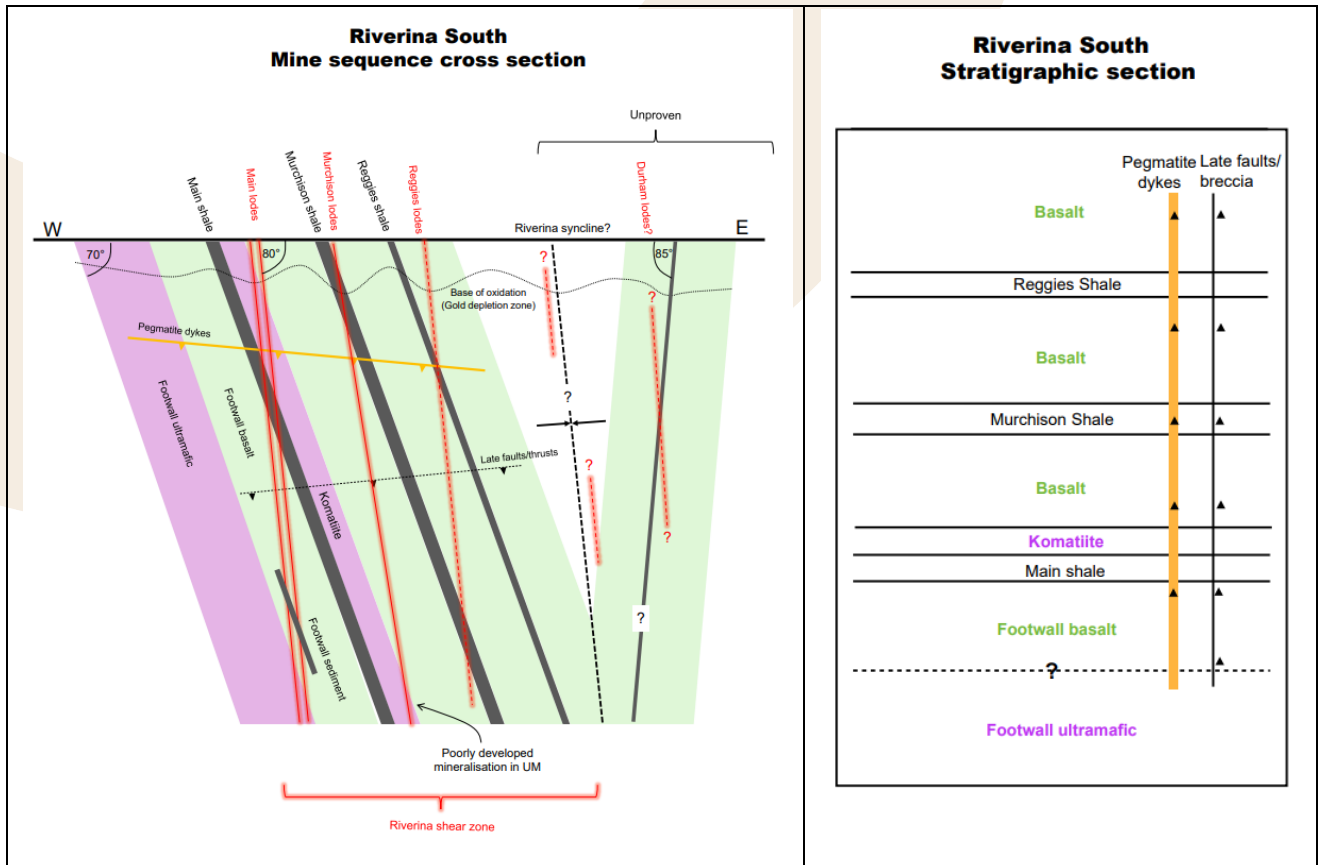 Riverina South
Mine sequence cross section
Unproven
Main shale
Main lodes
Murchison shale
Murchison lodes
Reggies shale
Reggies lodes
Riverina syncline?
Durham lodes?
W
E
70°
80°
85°
?
?
Base of oxidation
(Gold depletion zone)
Pegmatite dykes
?
Footwall ultramafic
Footwall basalt
Late faults/thrusts
?
Komatiite
?
?
Footwall sediment
Poorly developed
mineralisation in UM
Riverina shear zone
Riverina South
Stratigraphic section
Pegmatite
dykes
Late faults/
breccia
Basalt
Reggies Shale
Basalt
Murchison Shale
Basalt
Komatiite
Main shale
Footwall basalt
?
Footwall ultramafic